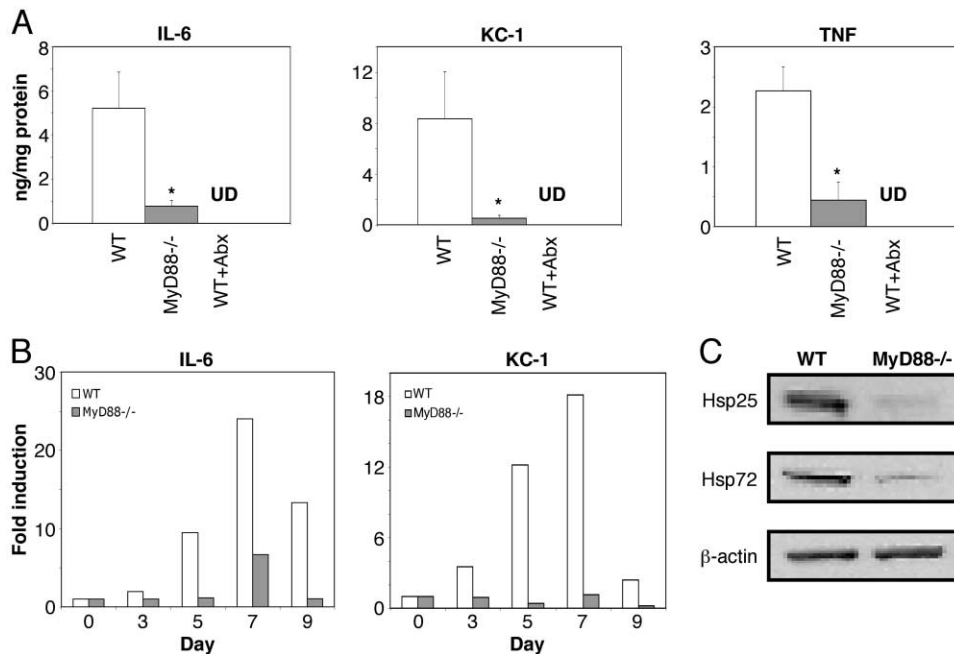 A
IL-6
KC-1
TNF
ng/mg protein
8
6
4
2
0
12
8
4
0
3
2
1
0
*
UD
*
UD
*
UD
WT
MyD88-/-
WT+Abx
WT
MyD88-/-
WT+Abx
WT
MyD88-/-
WT+Abx
B
IL-6
KC-1
Fold induction
30
20
10
0
WT
MyD88-/-
0 3 5 7 9
Day
18
12
6
0
WT
MyD88-/-
0 3 5 7 9
Day
C
WT MyD88-/-
Hsp25
Hsp72
β-actin